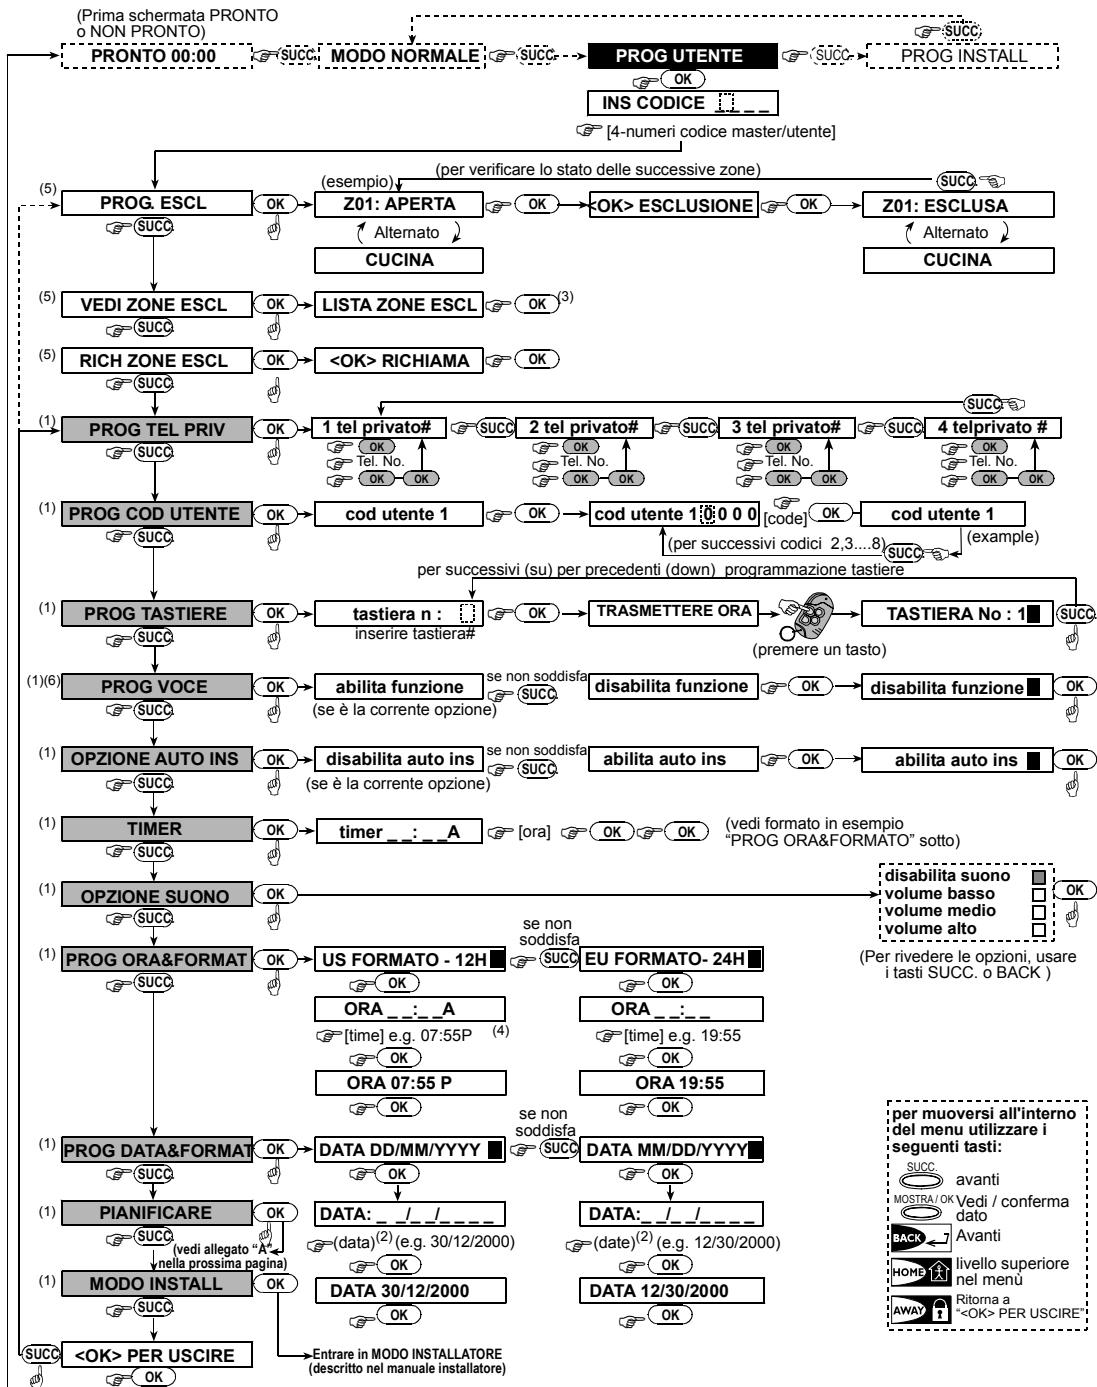 (Prima schermata PRONTO
o NON PRONTO)
SUCC.
PRONTO 00:00 SUCC. MODO NORMALE SUCC. PROG UTENTE SUCC. PROG INSTALL
OK
INS CODICE _ _ _ _
[4-numeri codice master/utente]
(per verificare lo stato delle successive zone)
(esempio) SUCC.
(5) PROG. ESCL OK Z01: APERTA OK <OK> ESCLUSIONE OK Z01: ESCLUSA
SUCC. Alternato Alternato
CUCINA CUCINA
(5) VEDI ZONE ESCL OK LISTA ZONE ESCL OK (3)
SUCC.
(5) RICH ZONE ESCL OK <OK> RICHIAMA OK
SUCC.
SUCC.
(1) PROG TEL PRIV OK 1 tel privato# SUCC. 2 tel privato# SUCC. 3 tel privato# SUCC. 4 telprivato #
SUCC. OK OK OK OK
Tel. No. Tel. No. Tel. No. Tel. No.
OK OK OK OK OK OK OK OK
(1) PROG COD UTENTE OK cod utente 1 OK cod utente 1 0 0 0 0 [code] OK cod utente 1
SUCC. (per successivi codici 2,3....8) SUCC. (example)
per successivi (su) per precedenti (down) programmazione tastiere
(1) PROG TASTIERE OK tastiera n : OK TRASMETTERE ORA TASTIERA No : 1 SUCC.
SUCC. inserire tastiera# (premere un tasto)
(1)(6) PROG VOCE OK abilita funzione se non soddisfa SUCC. disabilita funzione OK disabilita funzione OK
SUCC. (se è la corrente opzione)
(1) OPZIONE AUTO INS OK disabilita auto ins se non soddisfa SUCC. abilita auto ins OK abilita auto ins OK
SUCC. (se è la corrente opzione)
(1) TIMER OK timer _ _: _ _A [ora] OK OK (vedi formato in esempio
SUCC. “PROG ORA&FORMATO” sotto)
(1) OPZIONE SUONO OK
SUCC.
disabilita suono
volume basso OK
volume medio
volume alto
(Per rivedere le opzioni, usare
i tasti SUCC. o BACK )
se non
soddisfa
(1) PROG ORA&FORMAT OK US FORMATO - 12H SUCC EU FORMATO- 24H
SUCC. OK OK
ORA _ _:_ _A ORA _ _:_ _
[time] e.g. 07:55P (4) [time] e.g. 19:55
OK OK
ORA 07:55 P ORA 19:55
OK OK
se non
soddisfa
(1) PROG DATA&FORMAT OK DATA DD/MM/YYYY SUCC DATA MM/DD/YYYY
SUCC. OK OK
(1) PIANIFICARE OK DATA: _ _/_ _/_ _ _ _ DATA:_ _/_ _/_ _ _ _
SUCC. (vedi allegato “A”
nella prossima pagina)
(data)(2) (e.g. 30/12/2000) (date)(2) (e.g. 12/30/2000)
OK OK
(1) MODO INSTALL OK DATA 30/12/2000 DATA 12/30/2000
SUCC. OK OK
SUCC <OK> PER USCIRE
OK
Entrare in MODO INSTALLATORE
(descritto nel manuale installatore)
per muoversi all'interno
del menu utilizzare i
seguenti tasti:
SUCC. avanti
MOSTRA / OK Vedi / conferma
dato
BACK Avanti
HOME livello superiore
nel menù
AWAY Ritorna a
“<OK> PER USCIRE”